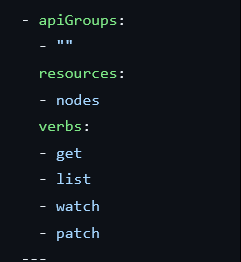 - apiGroups:
  - ""
  resources:
  - nodes
  verbs:
  - get
  - list
  - watch
  - patch
---